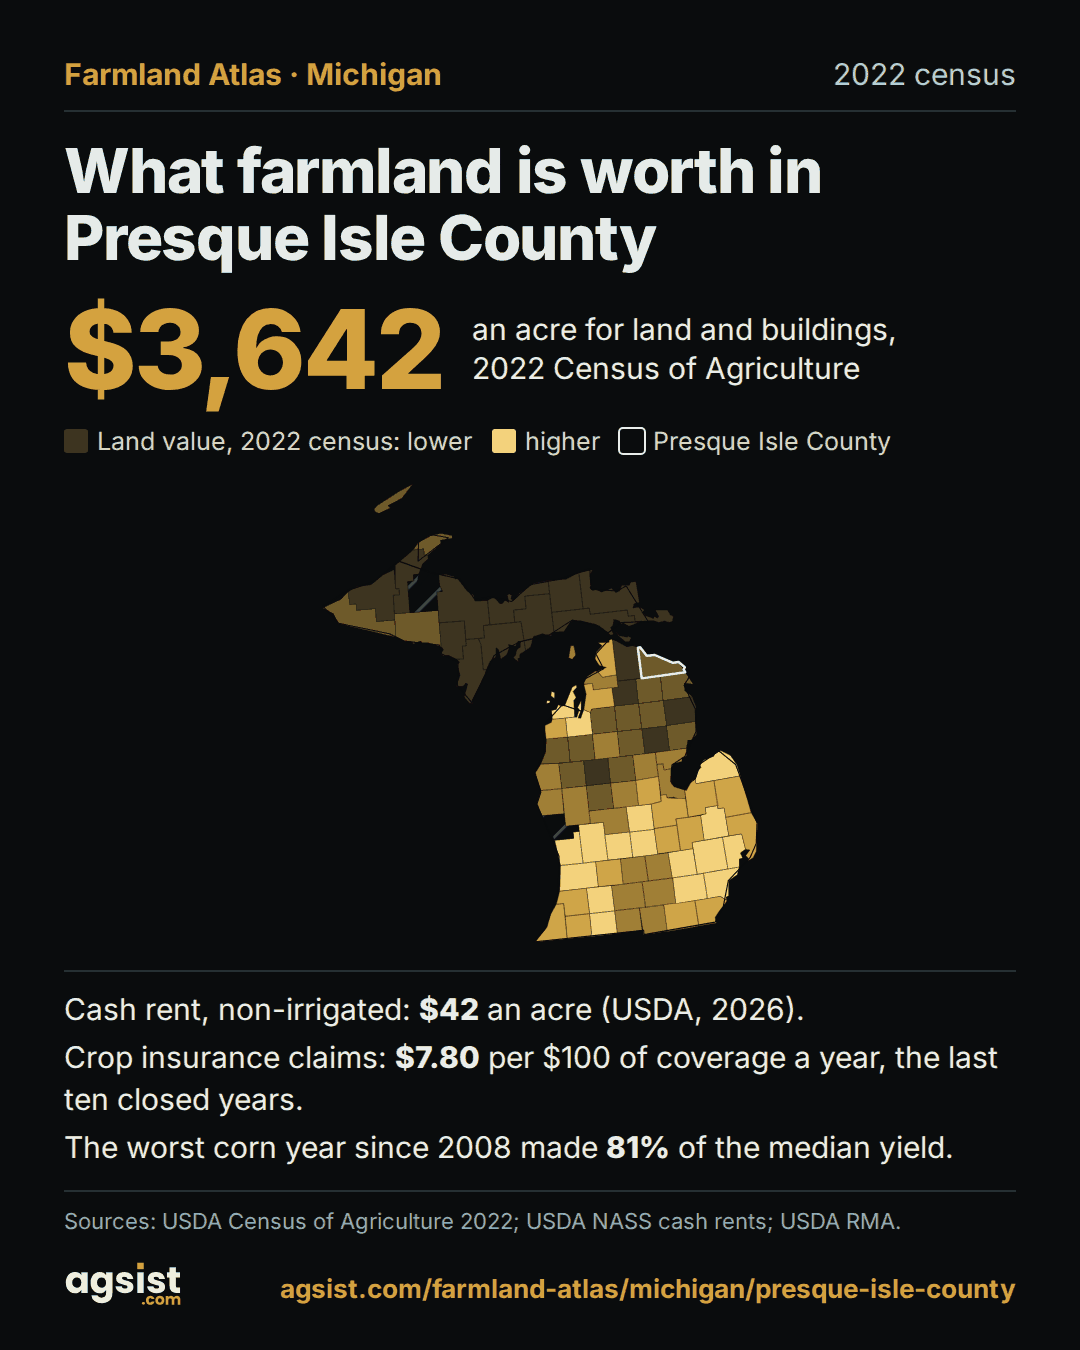 Farmland Atlas · Michigan
2022 census
What farmland is worth in
Presque Isle County
$3,642
an acre for land and buildings,
2022 Census of Agriculture
Land value, 2022 census: lower
higher
Presque Isle County
Cash rent, non-irrigated: $42 an acre (USDA, 2026).
Crop insurance claims: $7.80 per $100 of coverage a year, the last
ten closed years.
The worst corn year since 2008 made 81% of the median yield.
Sources: USDA Census of Agriculture 2022; USDA NASS cash rents; USDA RMA.
agsist
.com
agsist.com/farmland-atlas/michigan/presque-isle-county